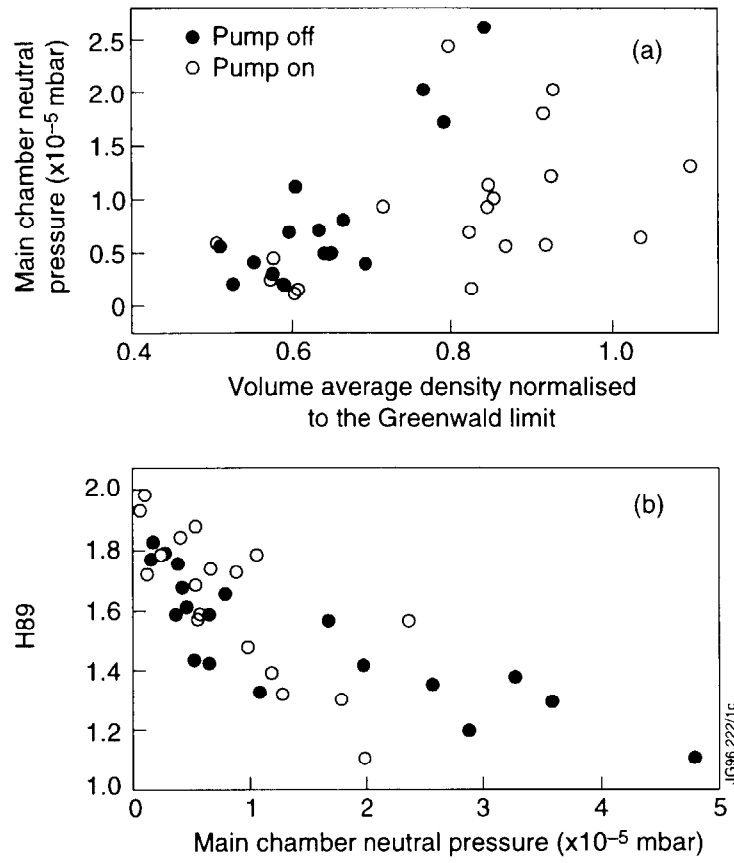 2.5
2.0
1.5
1.0
0.5
0
Main chamber neutral
pressure (x10⁻⁵ mbar)
Pump off
Pump on
(a)
0.4 0.6 0.8 1.0
Volume average density normalised
to the Greenwald limit
2.0
1.8
1.6
1.4
1.2
1.0
H89
(b)
0 1 2 3 4 5
Main chamber neutral pressure (x10⁻⁵ mbar)
JG96.222/1c